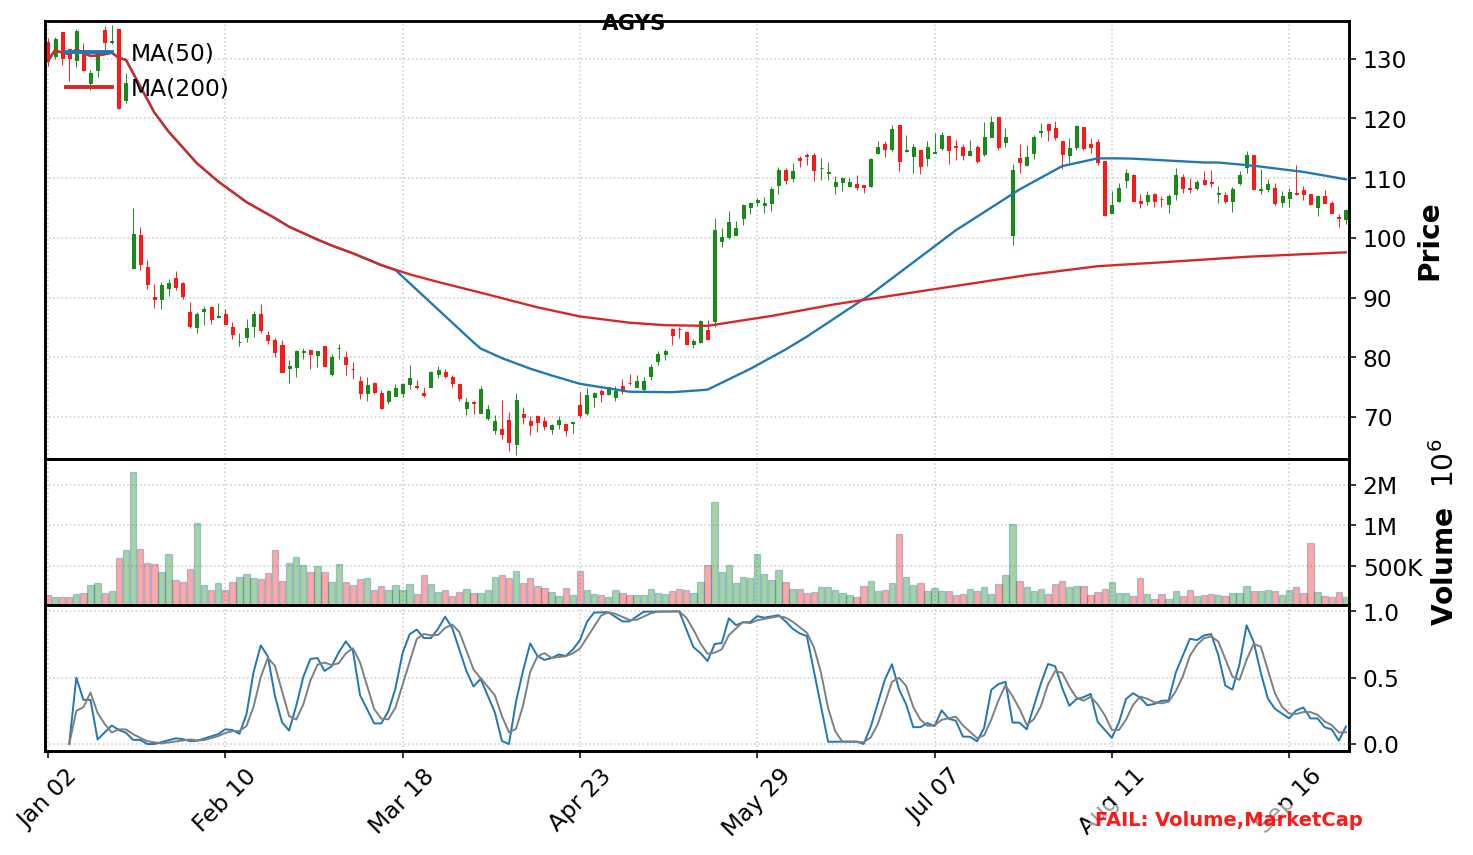 AGYS
MA(50)
MA(200)
130
120
110
100
90
80
70
Price
2M
1M
500K
Volume 10^6
1.0
0.5
0.0
Jan 02
Feb 10
Mar 18
Apr 23
May 29
Jul 07
Aug 11
Sep 16
FAIL: Volume,MarketCap